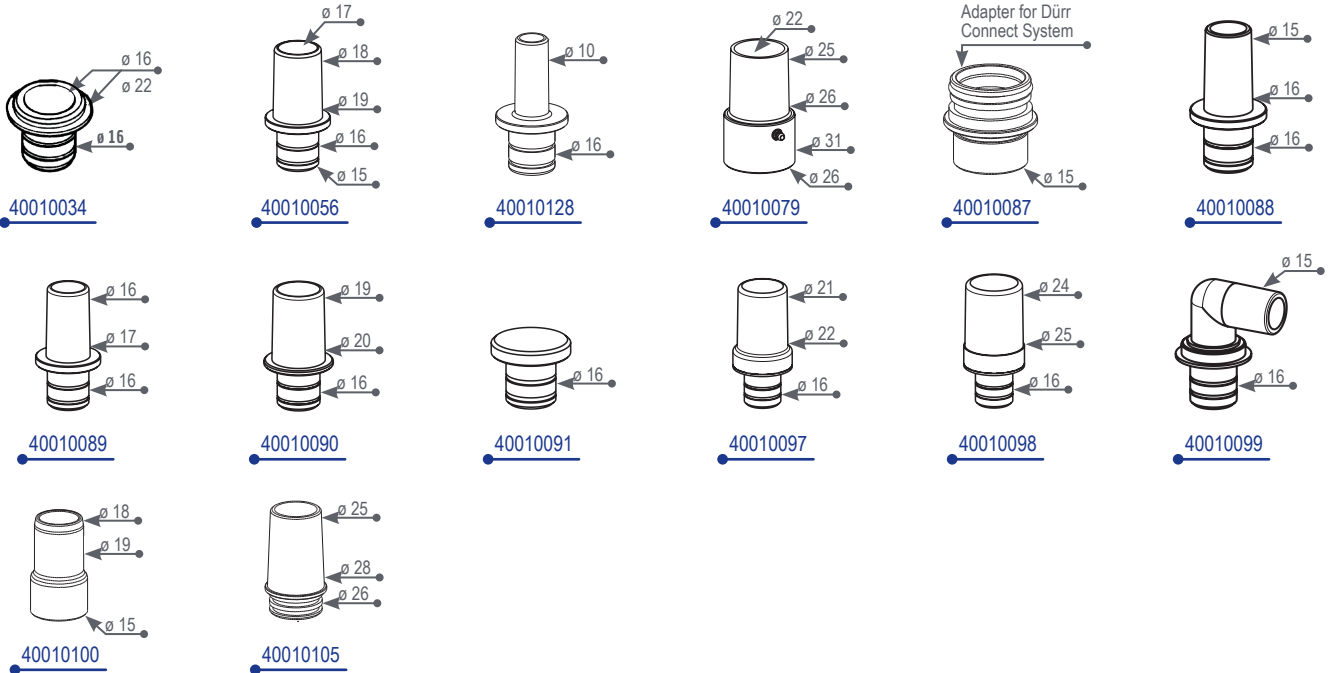 ø 16
ø 22
ø 16
40010034
ø 17
ø 18
ø 19
ø 16
ø 15
40010056
ø 10
ø 16
40010128
ø 22
ø 25
ø 26
ø 31
ø 26
40010079
Adapter for Dürr
Connect System
ø 15
40010087
ø 15
ø 16
ø 16
40010088
ø 16
ø 17
ø 16
40010089
ø 19
ø 20
ø 16
40010090
ø 16
40010091
ø 21
ø 22
ø 16
40010097
ø 24
ø 25
ø 16
40010098
ø 15
ø 16
40010099
ø 18
ø 19
ø 15
40010100
ø 25
ø 28
ø 26
40010105